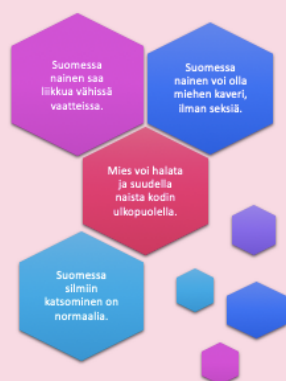 Suomessa
nainen saa
liikkua vähissä
vaatteissa.
Suomessa
nainen voi olla
miehen kaveri,
ilman seksiä.
Mies voi halata
ja suudella
naista kodin
ulkopuolella.
Suomessa
silmiin
katsominen on
normaalia.